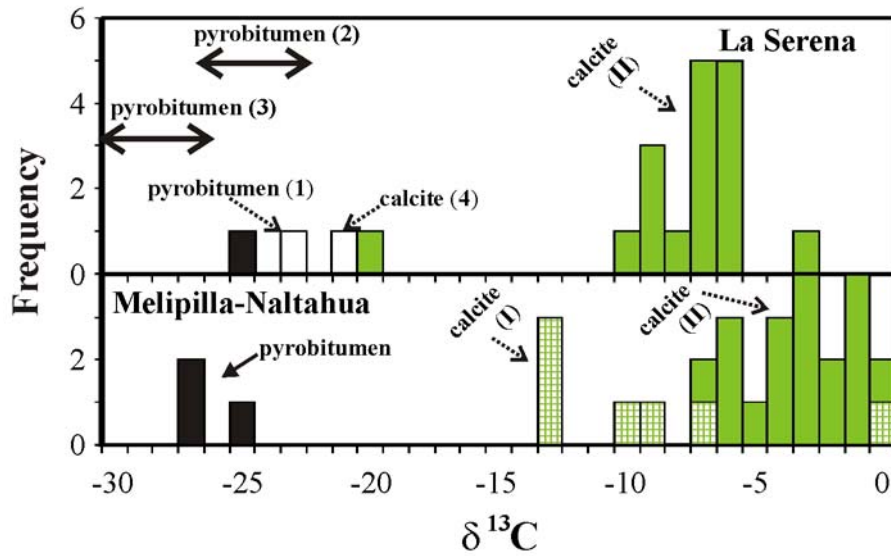 6
pyrobitumen (2)
La Serena
calcite
(II)
4
pyrobitumen (3)
2
pyrobitumen (1)
calcite (4)
Frequency
0
Melipilla-Naltahua
calcite
(I)
calcite
(II)
pyrobitumen
2
0
-30 -25 -20 -15 -10 -5 0
δ 13C